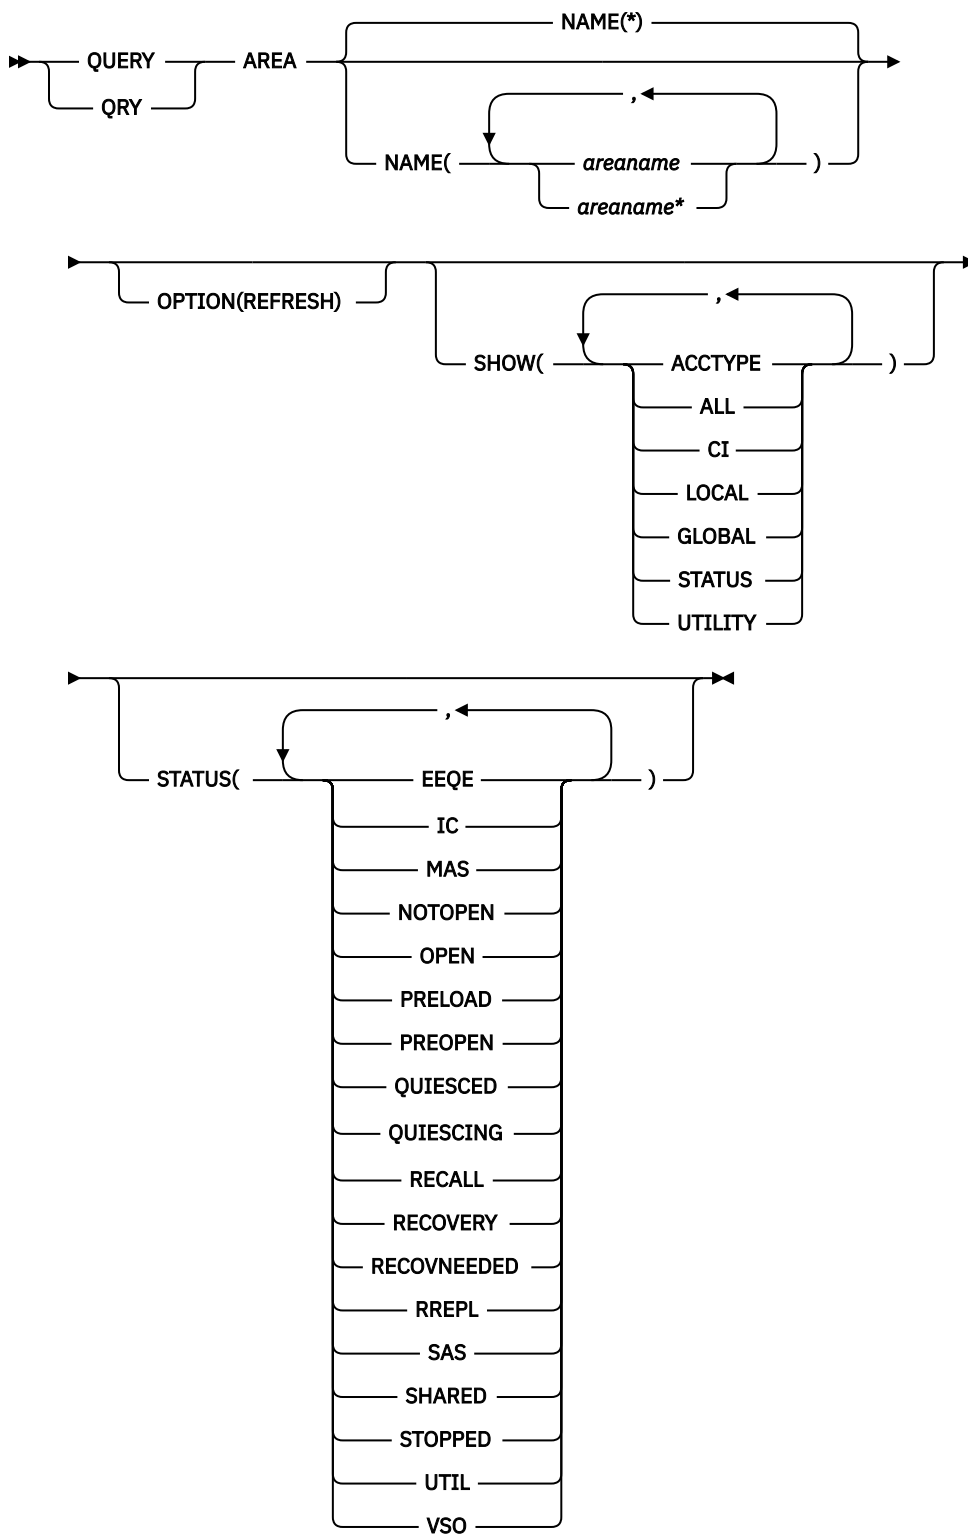 NAME(*)
QUERY AREA
QRY
,
NAME( areaname )
areaname*
OPTION(REFRESH)
,
SHOW( ACCTYPE )
ALL
CI
LOCAL
GLOBAL
STATUS
UTILITY
,
STATUS( EEQE )
IC
MAS
NOTOPEN
OPEN
PRELOAD
PREOPEN
QUIESCED
QUIESCING
RECALL
RECOVERY
RECOVNEEDED
RREPL
SAS
SHARED
STOPPED
UTIL
VSO